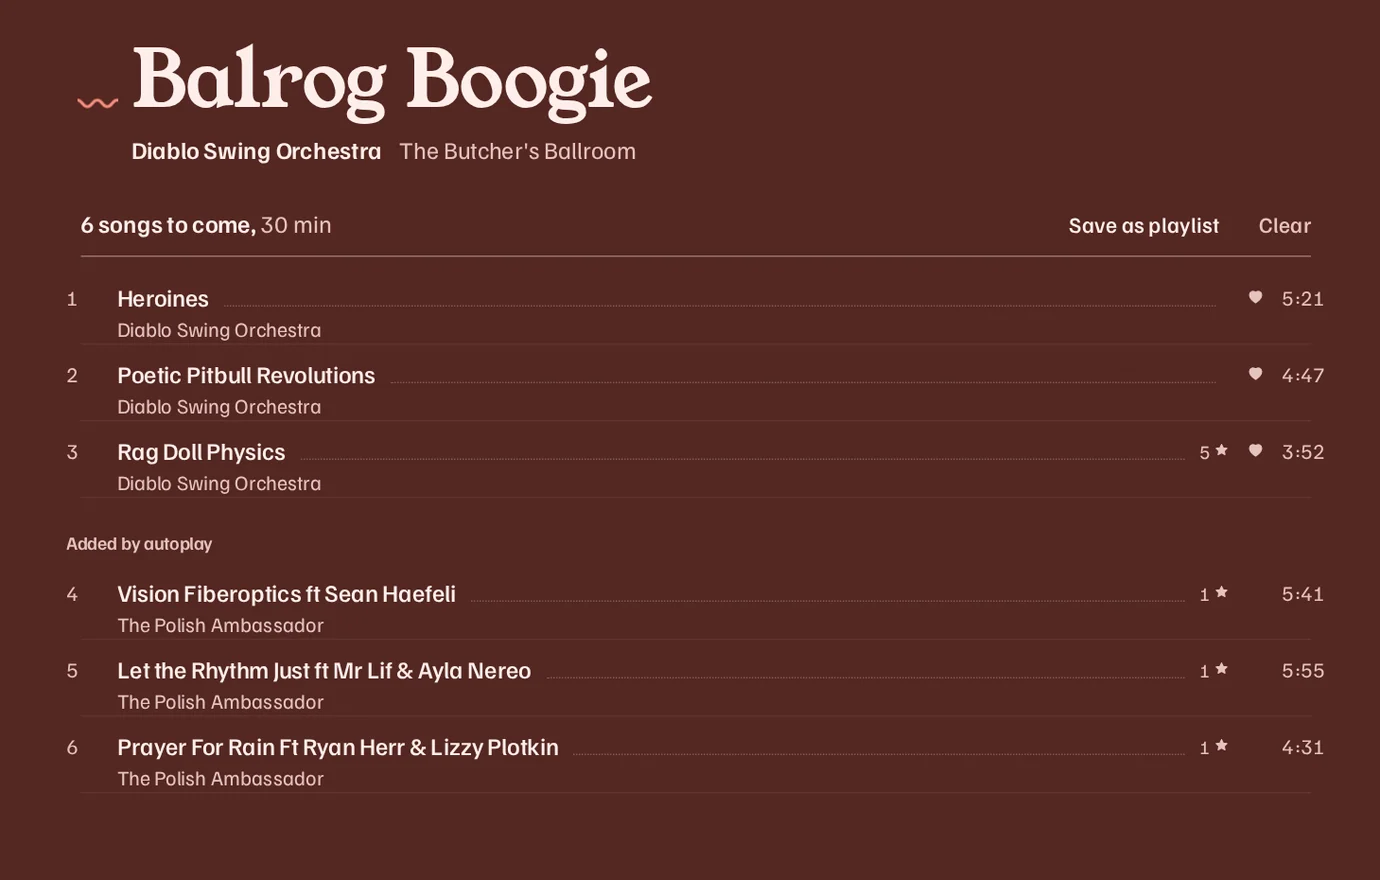 Balrog Boogie
Diablo Swing Orchestra The Butcher's Ballroom
6 songs to come, 30 min Save as playlist Clear
1 Heroines 5:21
Diablo Swing Orchestra
2 Poetic Pitbull Revolutions 4:47
Diablo Swing Orchestra
3 Rag Doll Physics 5 ★ 3:52
Diablo Swing Orchestra
Added by autoplay
4 Vision Fiberoptics ft Sean Haefeli 1 ★ 5:41
The Polish Ambassador
5 Let the Rhythm Just ft Mr Lif & Ayla Nereo 1 ★ 5:55
The Polish Ambassador
6 Prayer For Rain Ft Ryan Herr & Lizzy Plotkin 1 ★ 4:31
The Polish Ambassador